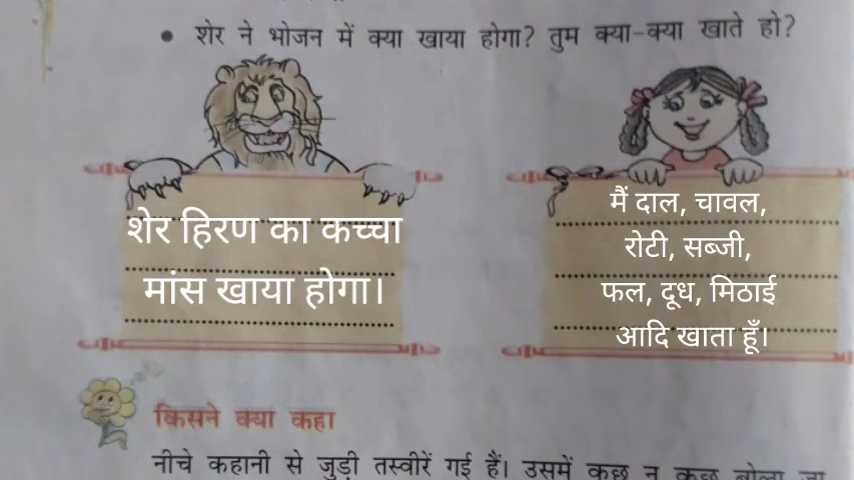 • शेर ने भोजन में क्या खाया होगा? तुम क्या-क्या खाते हो?
शेर हिरण का कच्चा
मांस खाया होगा।
मैं दाल, चावल,
रोटी, सब्जी,
फल, दूध, मिठाई
आदि खाता हूँ।
किसने क्या कहा
नीचे कहानी से जुड़ी तस्वीरें गई हैं। उसमें कुछ न कुछ बोला जा